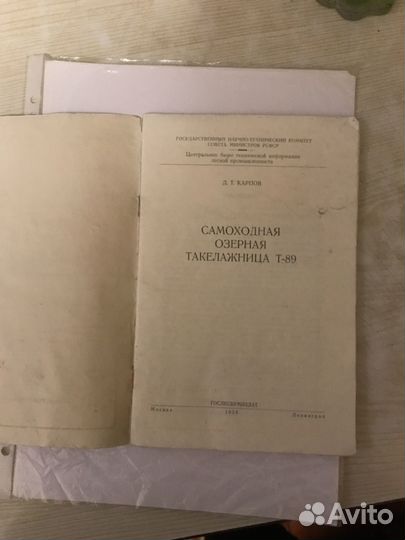 ГОСУДАРСТВЕННЫЙ НАУЧНО-ТЕХНИЧЕСКИЙ КОМИТЕТ
СОВЕТА МИНИСТРОВ РСФСР
Центральное бюро технической информации
лесной промышленности
Д. Т. КАРПОВ
САМОХОДНАЯ
ОЗЕРНАЯ
ТАКЕЛАЖНИЦА Т-89
ГОСЛЕСБУМИЗДАТ
Москва 1959 Ленинград
Avito